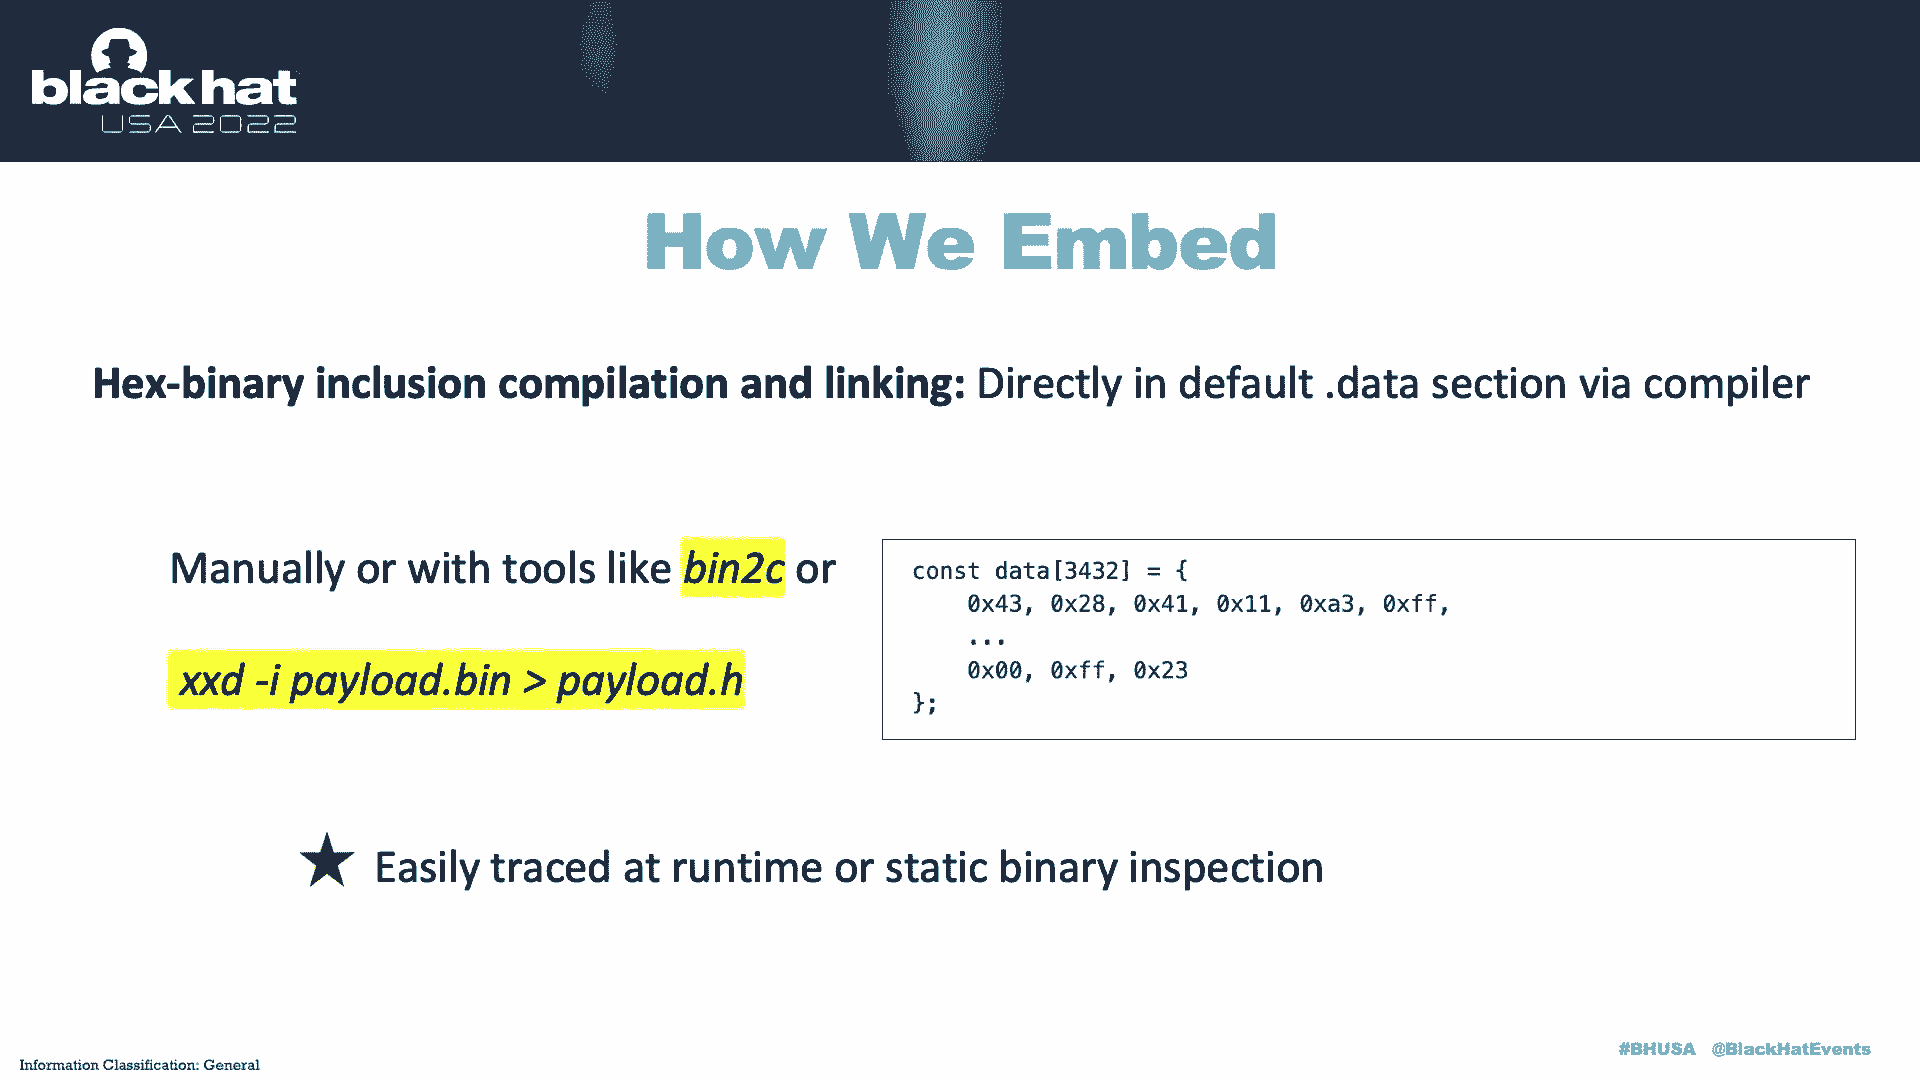 black hat
USA 2022
How We Embed
Hex-binary inclusion compilation and linking: Directly in default .data section via compiler
Manually or with tools like bin2c or
xxd -i payload.bin > payload.h
const data[3432] = {
    0x43, 0x28, 0x41, 0x11, 0xa3, 0xff,
    ...
    0x00, 0xff, 0x23
};
Easily traced at runtime or static binary inspection
#BHUSA @BlackHatEvents
Information Classification: General